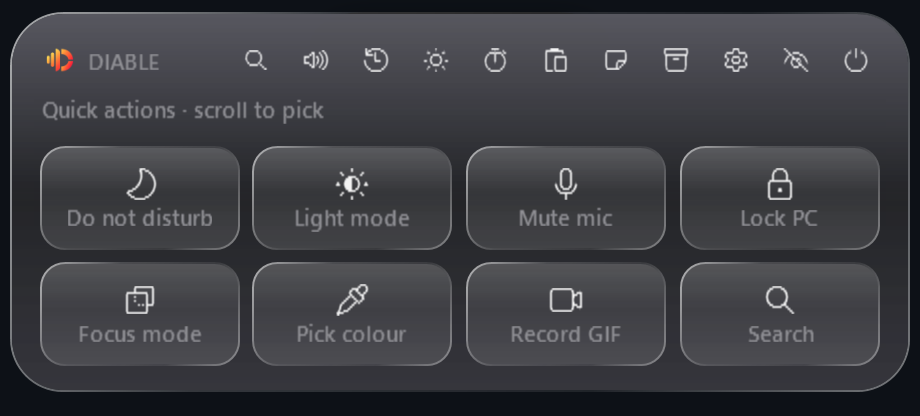 DIABLE
Quick actions · scroll to pick
Do not disturb
Light mode
Mute mic
Lock PC
Focus mode
Pick colour
Record GIF
Search